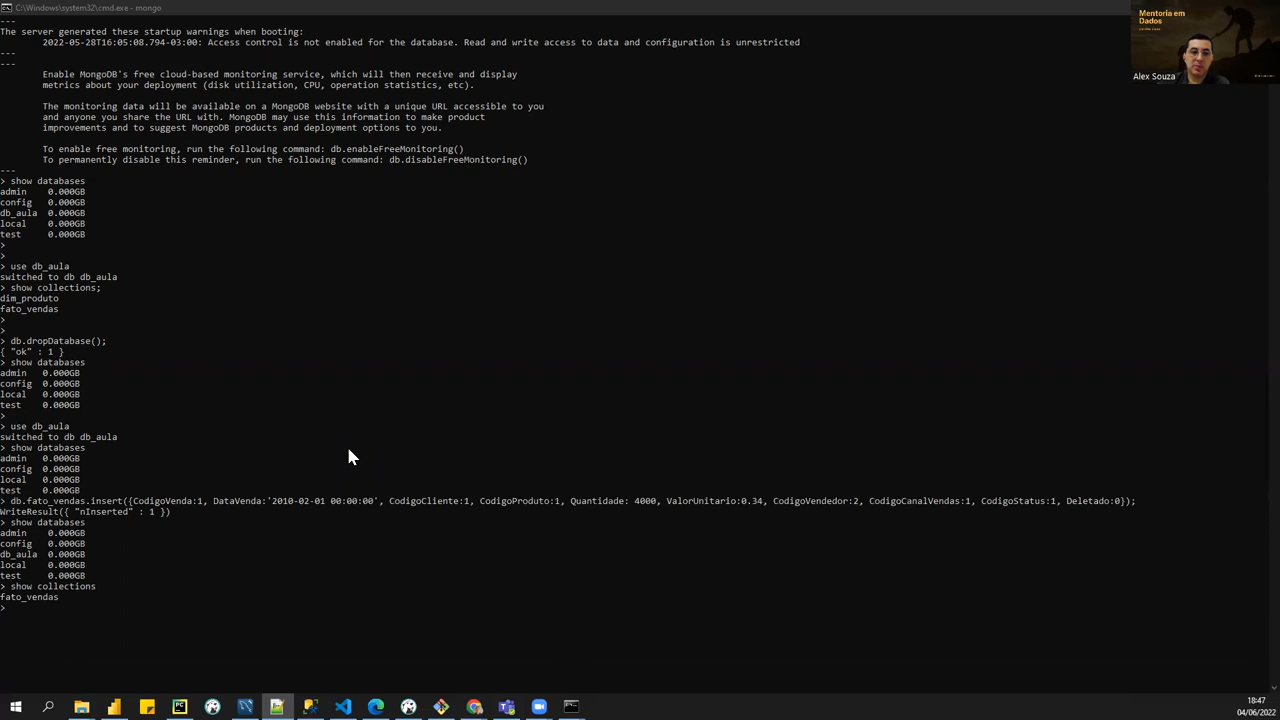 C:\Windows\system32\cmd.exe - mongo
---
The server generated these startup warnings when booting:
2022-05-28T16:05:08.794-03:00: Access control is not enabled for the database. Read and write access to data and configuration is unrestricted
---
---
Enable MongoDB's free cloud-based monitoring service, which will then receive and display
metrics about your deployment (disk utilization, CPU, operation statistics, etc).
The monitoring data will be available on a MongoDB website with a unique URL accessible to you
and anyone you share the URL with. MongoDB may use this information to make product
improvements and to suggest MongoDB products and deployment options to you.
To enable free monitoring, run the following command: db.enableFreeMonitoring()
To permanently disable this reminder, run the following command: db.disableFreeMonitoring()
---
> show databases
admin 0.000GB
config 0.000GB
db_aula 0.000GB
local 0.000GB
test 0.000GB
>
>
> use db_aula
switched to db db_aula
> show collections;
dim_produto
fato_vendas
>
>
> db.dropDatabase();
{ "ok" : 1 }
> show databases
admin 0.000GB
config 0.000GB
local 0.000GB
test 0.000GB
>
> use db_aula
switched to db db_aula
> show databases
admin 0.000GB
config 0.000GB
local 0.000GB
test 0.000GB
> db.fato_vendas.insert({CodigoVenda:1, DataVenda:'2010-02-01 00:00:00', CodigoCliente:1, CodigoProduto:1, Quantidade: 4000, ValorUnitario:0.34, CodigoVendedor:2, CodigoCanalVendas:1, CodigoStatus:1, Deletado:0});
WriteResult({ "nInserted" : 1 })
> show databases
admin 0.000GB
config 0.000GB
db_aula 0.000GB
local 0.000GB
test 0.000GB
> show collections
fato_vendas
>
Mentoria em
Dados
Alex Souza
PC
18:47
04/06/2022